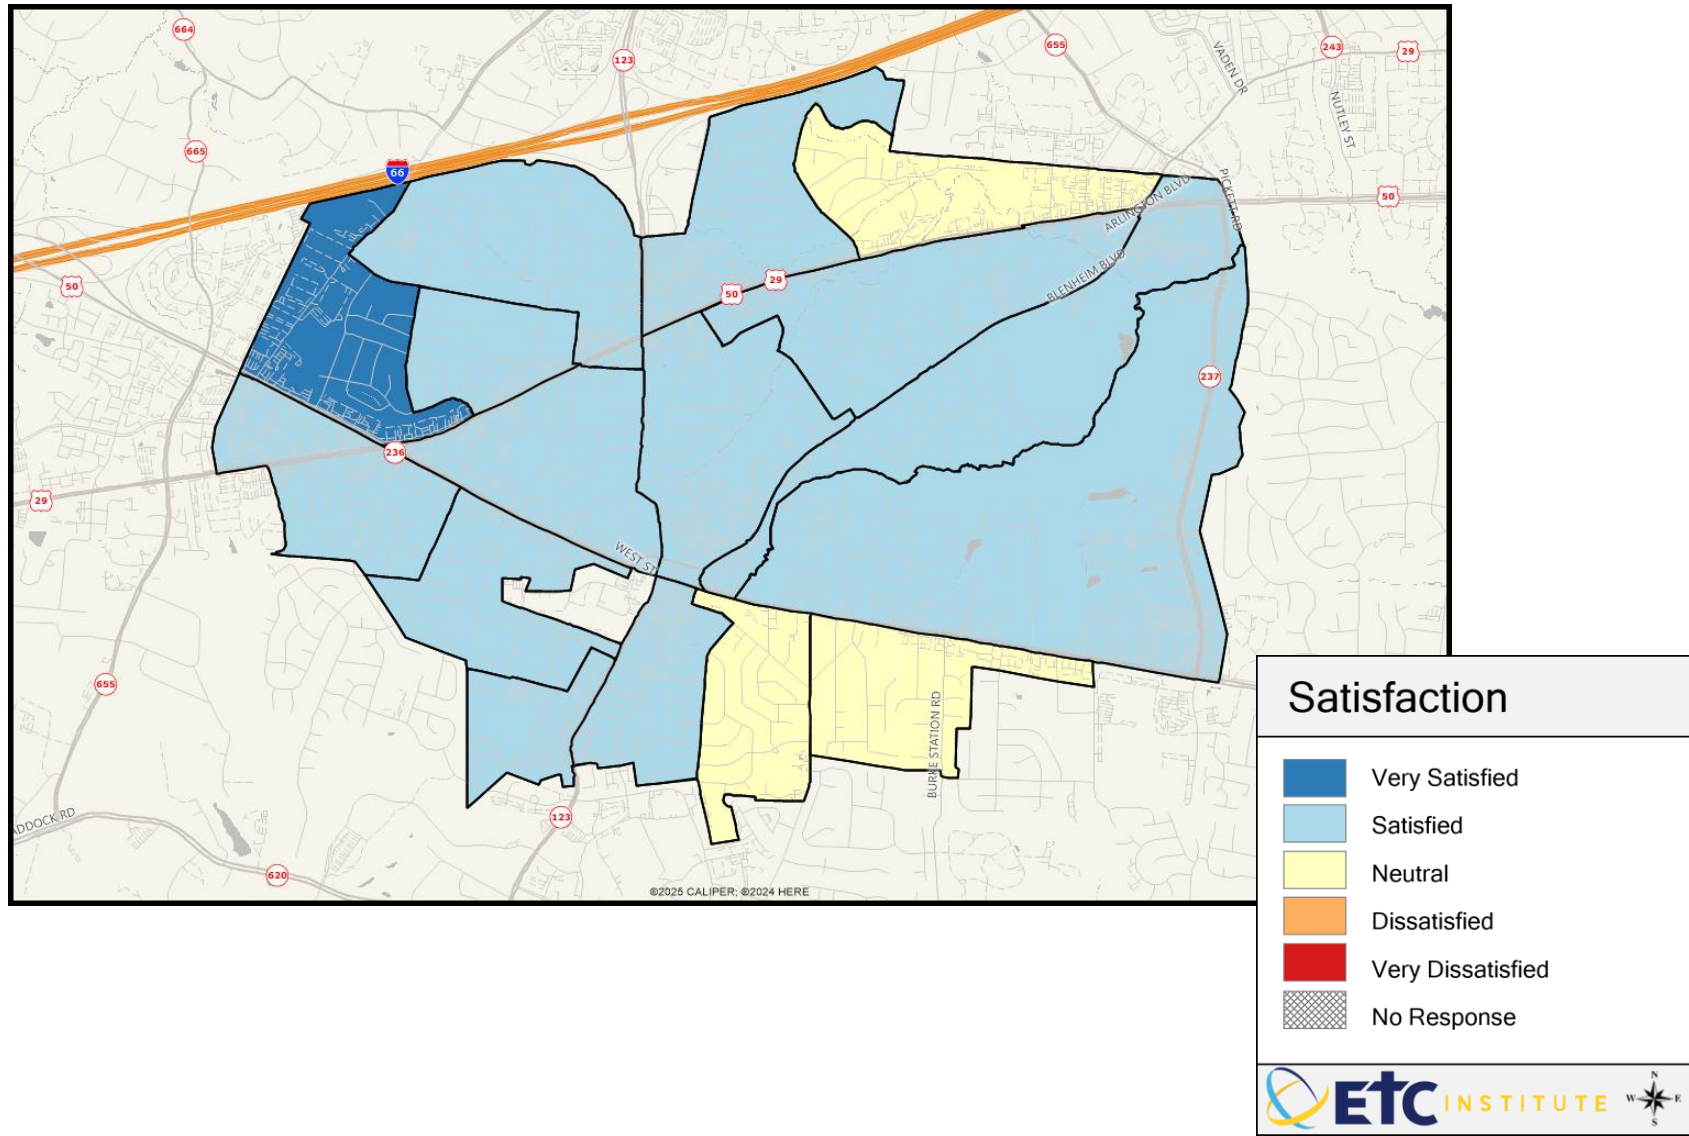 664
123
655
243
29
VADEN DR
NUTLEY ST
665
66
PICKETT RD
50
ARLINGTON BLVD
50
29
50
BLENHEIM BLVD
237
236
29
WEST ST
655
BURKE STATION RD
123
ADDOCK RD
620
©2025 CALIPER; ©2024 HERE
Satisfaction
Very Satisfied
Satisfied
Neutral
Dissatisfied
Very Dissatisfied
No Response
ETC INSTITUTE
N
W E
S